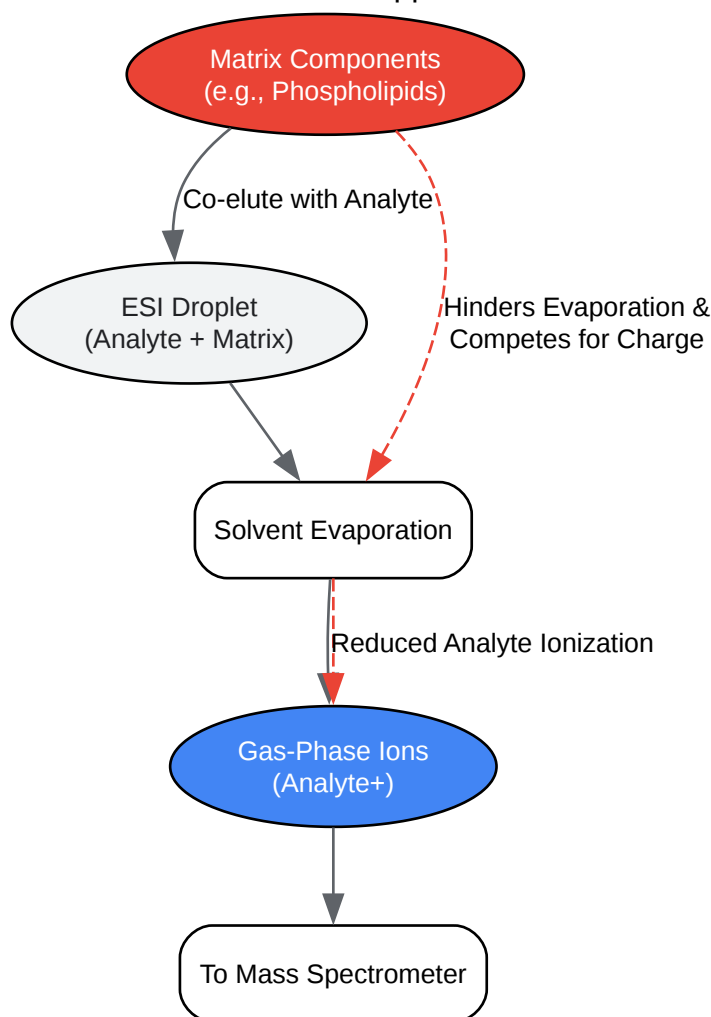 Matrix Components
(e.g., Phospholipids)
Co-elute with Analyte
ESI Droplet
(Analyte + Matrix)
Hinders Evaporation &
Competes for Charge
Solvent Evaporation
Reduced Analyte Ionization
Gas-Phase Ions
(Analyte+)
To Mass Spectrometer